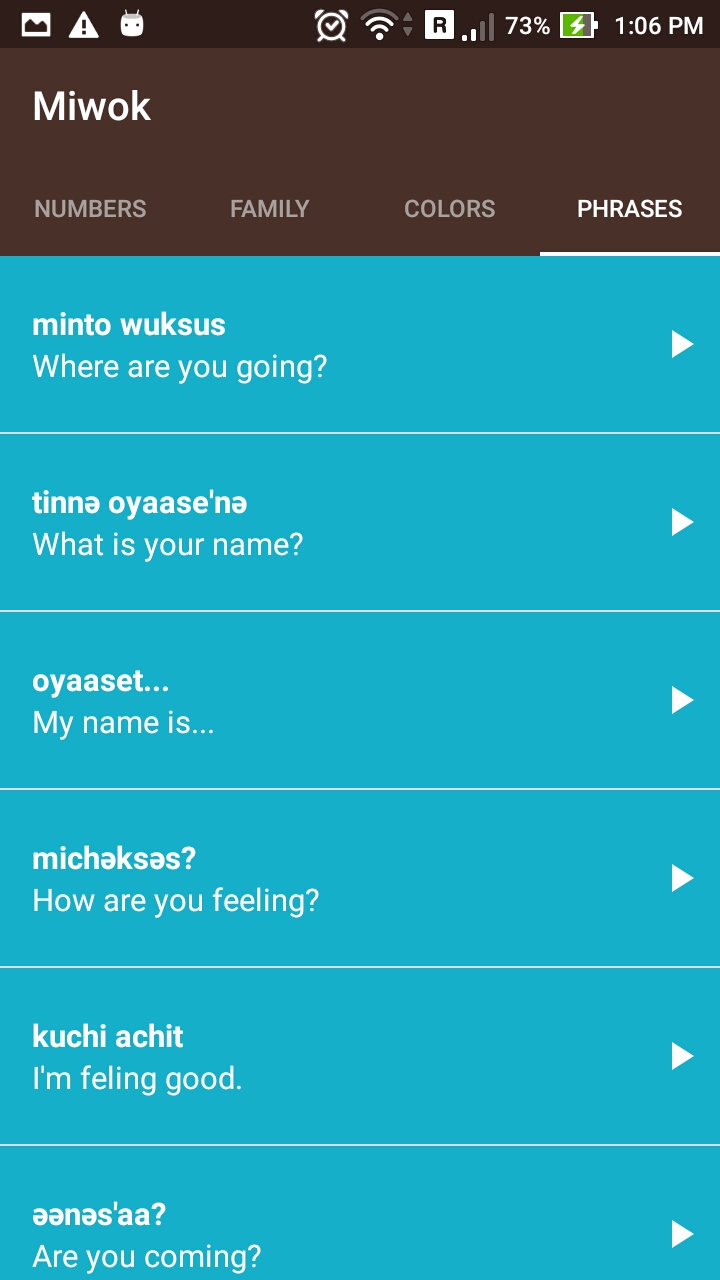 R 73% 1:06 PM
Miwok
NUMBERS FAMILY COLORS PHRASES
minto wuksus
Where are you going?
tinnə oyaase'nə
What is your name?
oyaaset...
My name is...
michəksəs?
How are you feeling?
kuchi achit
I'm feling good.
əənəs'aa?
Are you coming?